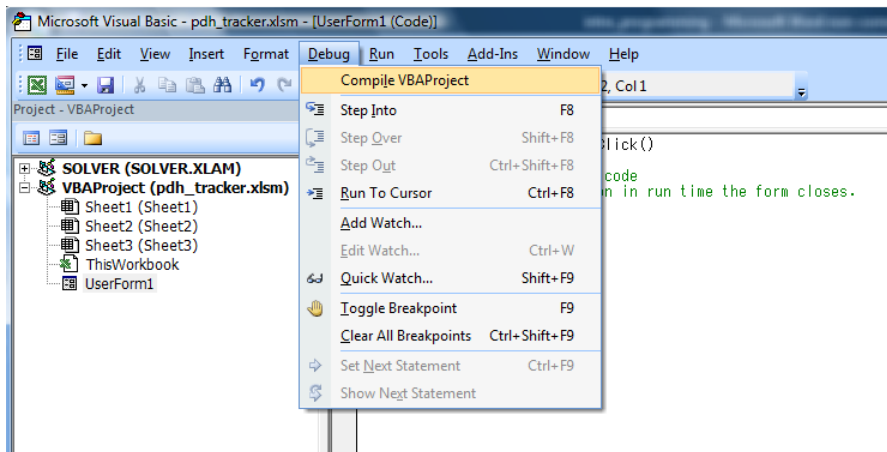 Microsoft Visual Basic - pdh_tracker.xlsm - [UserForm1 (Code)]
File Edit View Insert Format Debug Run Tools Add-Ins Window Help
Compile VBAProject
2, Col 1
Project - VBAProject
Step Into F8
Step Over Shift+F8
lick()
SOLVER (SOLVER.XLAM)
Step Out Ctrl+Shift+F8
code
VBAProject (pdh_tracker.xlsm)
Run To Cursor Ctrl+F8
n in run time the form closes.
Sheet1 (Sheet1)
Sheet2 (Sheet2)
Add Watch...
Sheet3 (Sheet3)
Edit Watch... Ctrl+W
ThisWorkbook
Quick Watch... Shift+F9
UserForm1
Toggle Breakpoint F9
Clear All Breakpoints Ctrl+Shift+F9
Set Next Statement Ctrl+F9
Show Next Statement